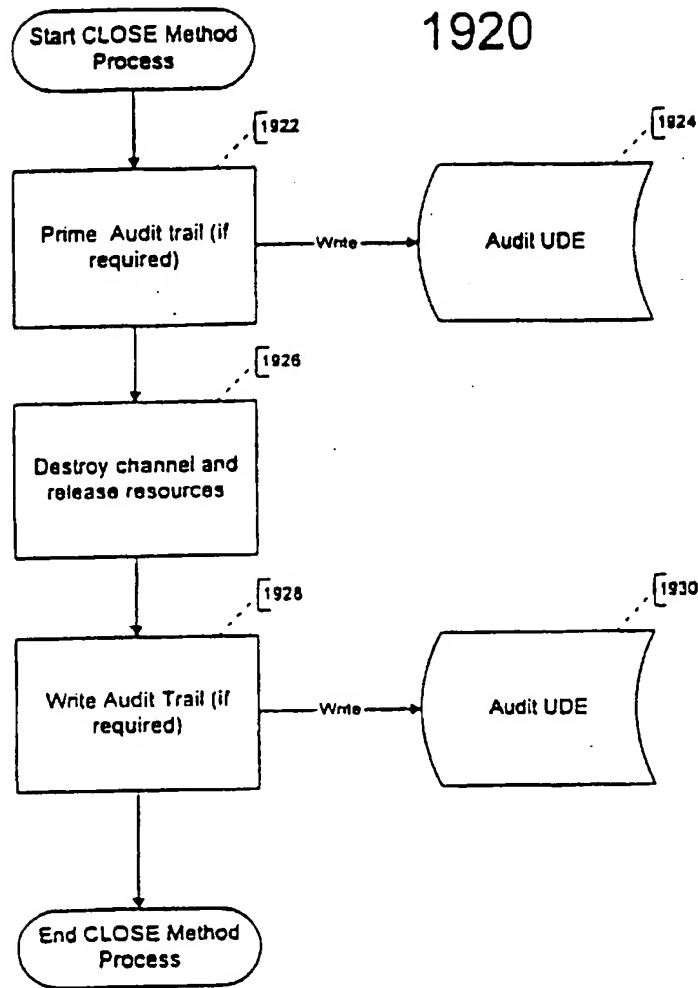 1920
Start CLOSE Method
Process
1922
1924
Prime Audit trail (if
required)
Write
Audit UDE
1926
Destroy channel and
release resources
1928
1930
Write Audit Trail (if
required)
Write
Audit UDE
End CLOSE Method
Process